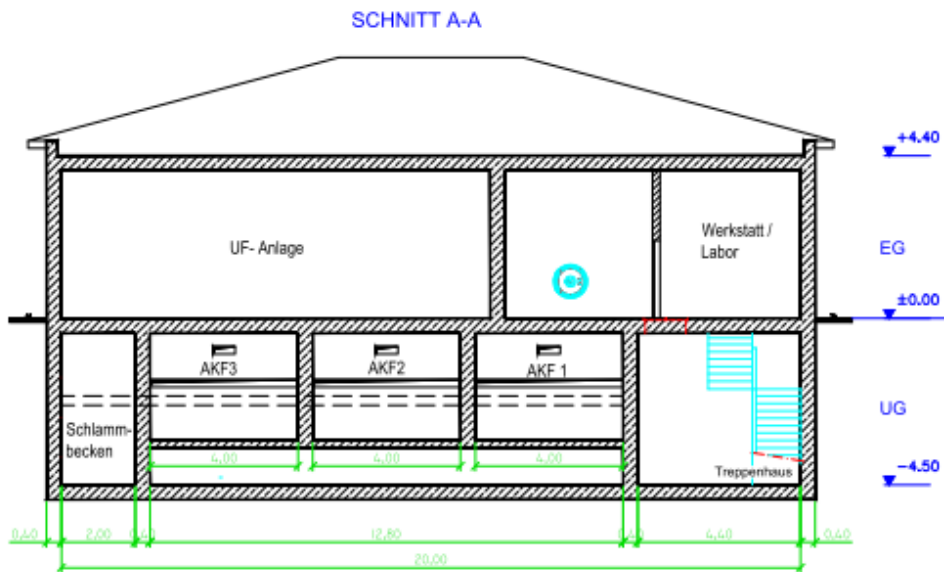 SCHNITT A-A
+4.40
UF- Anlage
Werkstatt /
Labor
EG
±0.00
AKF3
AKF2
AKF 1
UG
Schlamm-
becken
4,00
4,00
4,00
Treppenhaus
-4.50
0,40
2,00
0,40
12,80
0,40
4,40
0,40
20,00